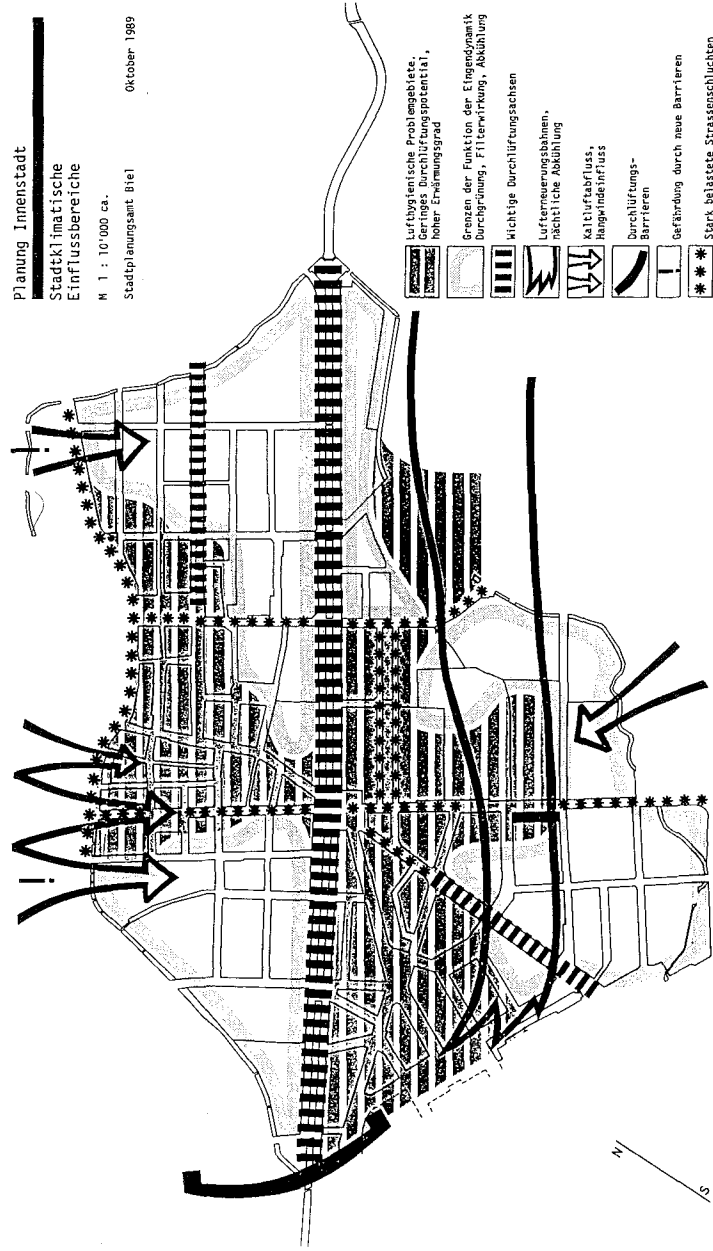 Planung Innenstadt
Stadtklimatische
Einflussbereiche
M 1 : 10'000 ca.
Stadtplanungsamt Biel
Oktober 1989
Lufthygienische Problemgebiete,
Geringes Durchlüftungspotential,
hoher Erwärmungsgrad
Grenzen der Funktion der Eingendynamik
Durchgrünung, Filterwirkung, Abkühlung
Wichtige Durchlüftungsachsen
Lufterneuerungsbahnen,
nächtliche Abkühlung
Kaltluftabfluss,
Hangwindeinfluss
Durchlüftungs-
Barrieren
Gefährdung durch neue Barrieren
Stark belastete Strassenschluchten
N
S